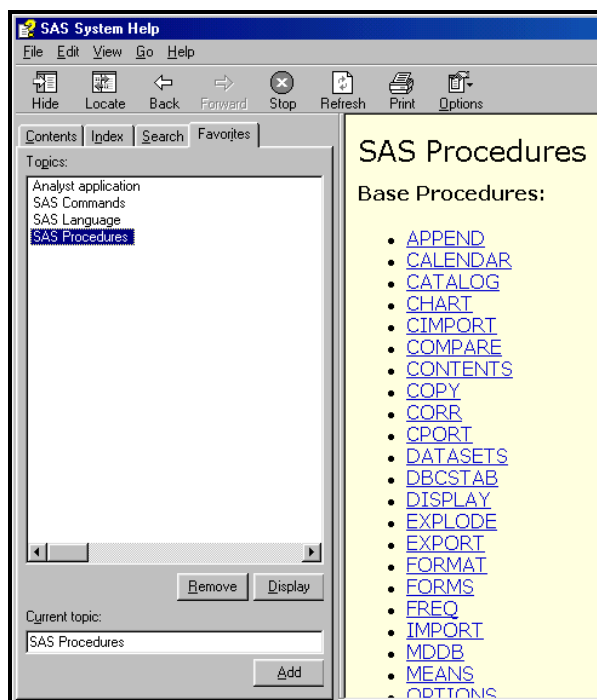 SAS System Help
File Edit View Go Help
Hide Locate Back Forward Stop Refresh Print Options
Contents Index Search Favorites
Topics:
Analyst application
SAS Commands
SAS Language
SAS Procedures
Remove Display
Current topic:
SAS Procedures
Add
SAS Procedures
Base Procedures:
• APPEND
• CALENDAR
• CATALOG
• CHART
• CIMPORT
• COMPARE
• CONTENTS
• COPY
• CORR
• CPORT
• DATASETS
• DBCSTAB
• DISPLAY
• EXPLODE
• EXPORT
• FORMAT
• FORMS
• FREQ
• IMPORT
• MDDB
• MEANS
• OPTIONS